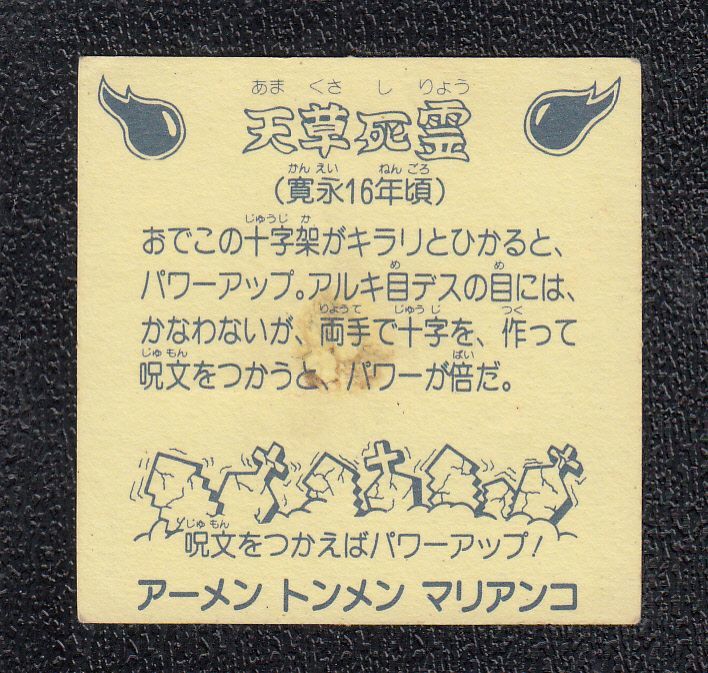 あまくさしりょう
天草死霊
かんえい ねんごろ
(寛永16年頃)
じゅうじか
おでこの十字架がキラリとひかると、
め め
パワーアップ。アルキ目デスの目には、
りょうて じゅうじ つく
かなわないが、両手で十字を、作って
じゅもん ばい
呪文をつかうと、パワーが倍だ。
じゅもん
呪文をつかえばパワーアップ!
アーメン トンメン マリアンコ